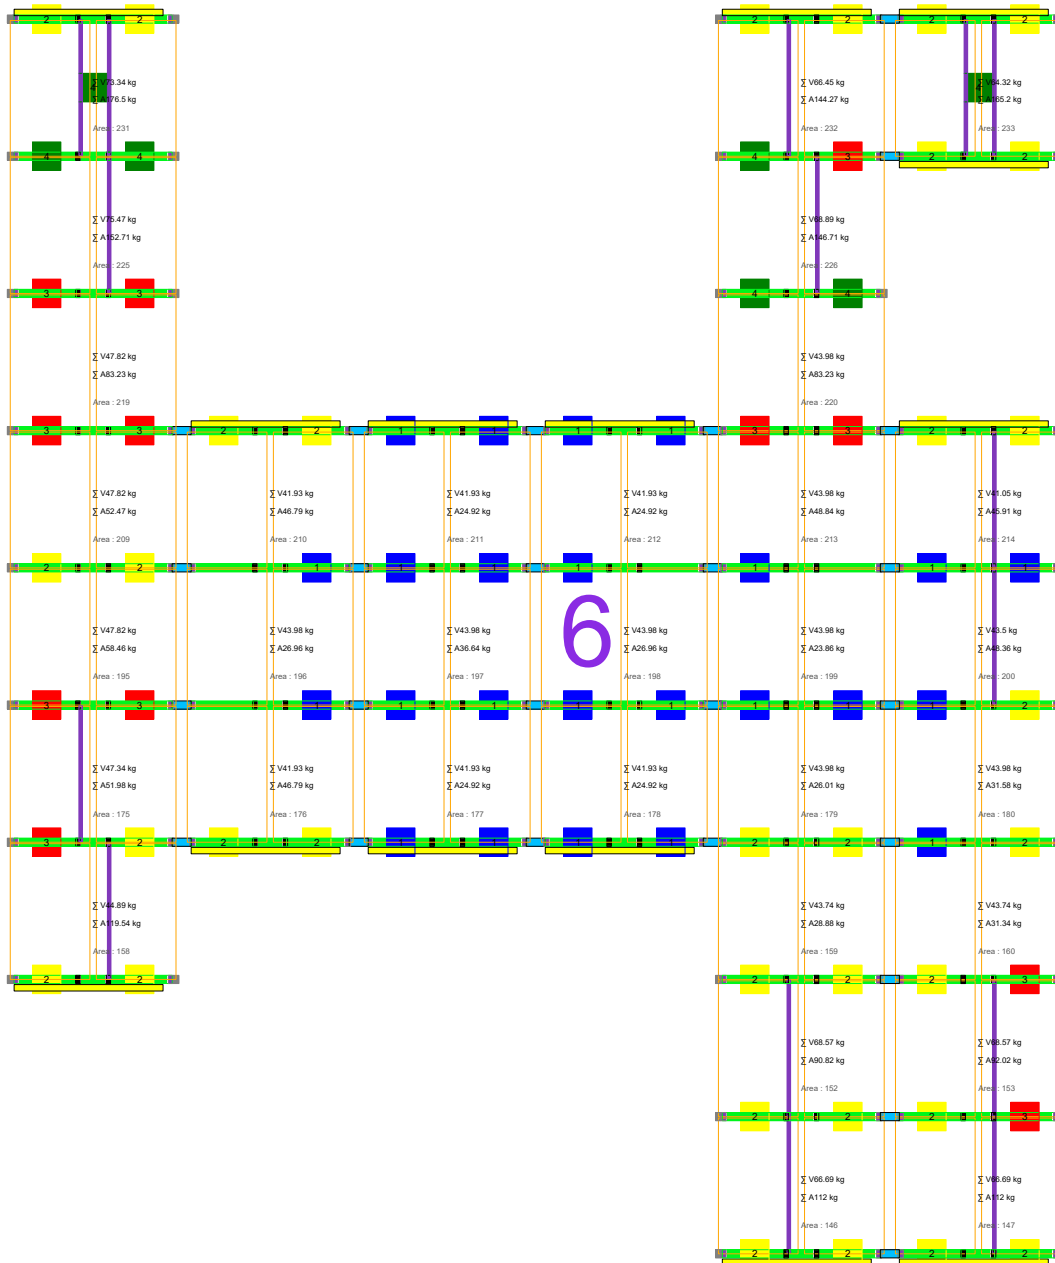 2 2 2 2 2 2
4 4
∑ V73.34 kg ∑ V66.45 kg ∑ V64.32 kg
∑ A176.5 kg ∑ A144.27 kg ∑ A165.2 kg
Area : 231 Area : 232 Area : 233
4 4 4 3 2 2
∑ V75.47 kg ∑ V68.89 kg
∑ A152.71 kg ∑ A146.71 kg
Area : 225 Area : 226
3 3 4 4
∑ V47.82 kg ∑ V43.98 kg
∑ A83.23 kg ∑ A83.23 kg
Area : 219 Area : 220
3 3 2 2 1 1 1 1 3 3 2 2
∑ V47.82 kg ∑ V41.93 kg ∑ V41.93 kg ∑ V41.93 kg ∑ V43.98 kg ∑ V41.05 kg
∑ A52.47 kg ∑ A46.79 kg ∑ A24.92 kg ∑ A24.92 kg ∑ A48.84 kg ∑ A45.91 kg
Area : 209 Area : 210 Area : 211 Area : 212 Area : 213 Area : 214
2 2 1 1 1 1 1 1 1
6
∑ V47.82 kg ∑ V43.98 kg ∑ V43.98 kg ∑ V43.98 kg ∑ V43.98 kg ∑ V43.5 kg
∑ A58.46 kg ∑ A26.96 kg ∑ A36.64 kg ∑ A26.96 kg ∑ A23.86 kg ∑ A48.36 kg
Area : 195 Area : 196 Area : 197 Area : 198 Area : 199 Area : 200
3 3 1 1 1 1 1 1 1 1 2
∑ V47.34 kg ∑ V41.93 kg ∑ V41.93 kg ∑ V41.93 kg ∑ V43.98 kg ∑ V43.98 kg
∑ A51.98 kg ∑ A46.79 kg ∑ A24.92 kg ∑ A24.92 kg ∑ A26.01 kg ∑ A31.58 kg
Area : 175 Area : 176 Area : 177 Area : 178 Area : 179 Area : 180
3 2 2 2 1 1 1 1 2 2 1 2
∑ V44.89 kg ∑ V43.74 kg ∑ V43.74 kg
∑ A119.54 kg ∑ A28.88 kg ∑ A31.34 kg
Area : 158 Area : 159 Area : 160
2 2 2 2 2 3
∑ V68.57 kg ∑ V68.57 kg
∑ A90.82 kg ∑ A92.02 kg
Area : 152 Area : 153
2 2 2 3
∑ V66.69 kg ∑ V66.69 kg
∑ A112 kg ∑ A112 kg
Area : 146 Area : 147
2 2 2 2